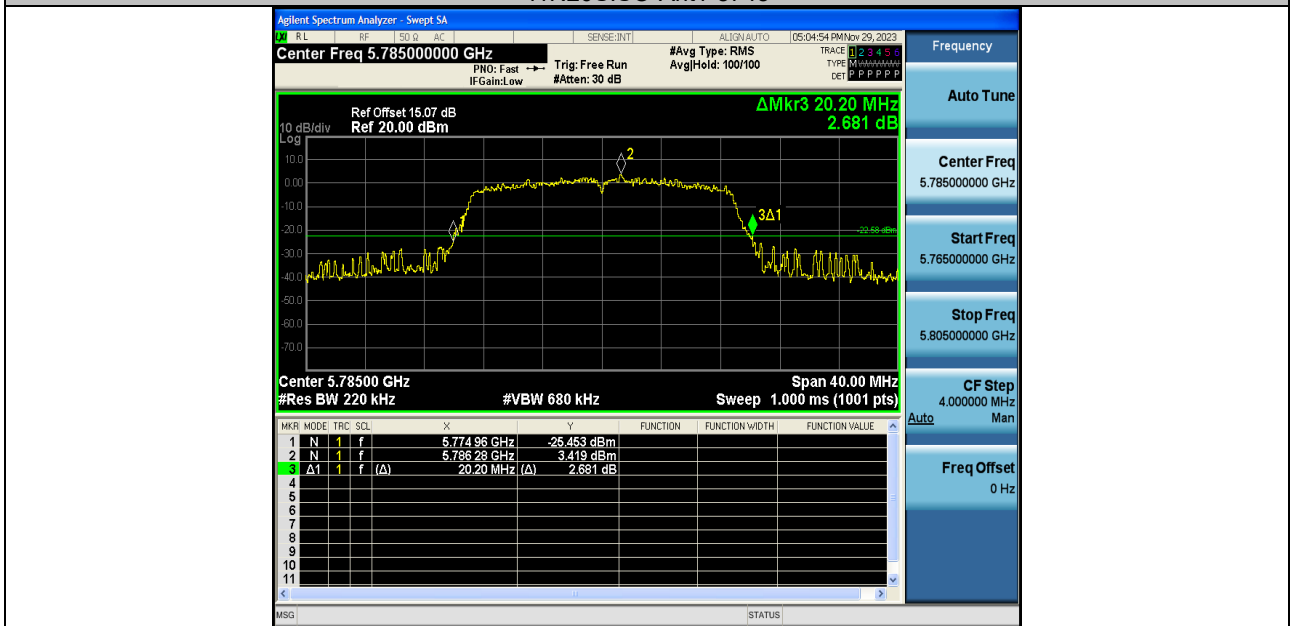 Agilent Spectrum Analyzer - Swept SA
LXI RL RF 50 Ω AC SENSE:INT ALIGN AUTO 05:04:54 PM Nov 29, 2023
Center Freq 5.785000000 GHz
PNO: Fast
IFGain:Low
Trig: Free Run
#Atten: 30 dB
#Avg Type: RMS
Avg|Hold: 100/100
TRACE 1 2 3 4 5 6
TYPE M
DET P P P P P P
ΔMkr3 20.20 MHz
2.681 dB
Ref Offset 15.07 dB
10 dB/div Ref 20.00 dBm
Log
10.0
0.00
-10.0
-20.0
-30.0
-40.0
-50.0
-60.0
-70.0
1
2
3Δ1
-22.58 dBm
Center 5.78500 GHz Span 40.00 MHz
#Res BW 220 kHz #VBW 680 kHz Sweep 1.000 ms (1001 pts)
MKR MODE TRC SCL X Y FUNCTION FUNCTION WIDTH FUNCTION VALUE
1 N 1 f 5.774 96 GHz -25.453 dBm
2 N 1 f 5.786 28 GHz 3.419 dBm
3 Δ1 1 f (Δ) 20.20 MHz (Δ) 2.681 dB
4
5
6
7
8
9
10
11
MSG STATUS
Frequency
Auto Tune
Center Freq
5.785000000 GHz
Start Freq
5.765000000 GHz
Stop Freq
5.805000000 GHz
CF Step
4.000000 MHz
Auto Man
Freq Offset
0 Hz